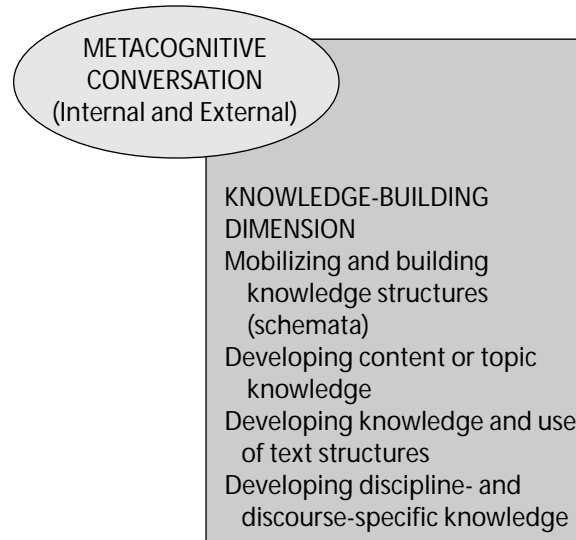 METACOGNITIVE
CONVERSATION
(Internal and External)
KNOWLEDGE-BUILDING
DIMENSION
Mobilizing and building
knowledge structures
(schemata)
Developing content or topic
knowledge
Developing knowledge and use
of text structures
Developing discipline- and
discourse-specific knowledge